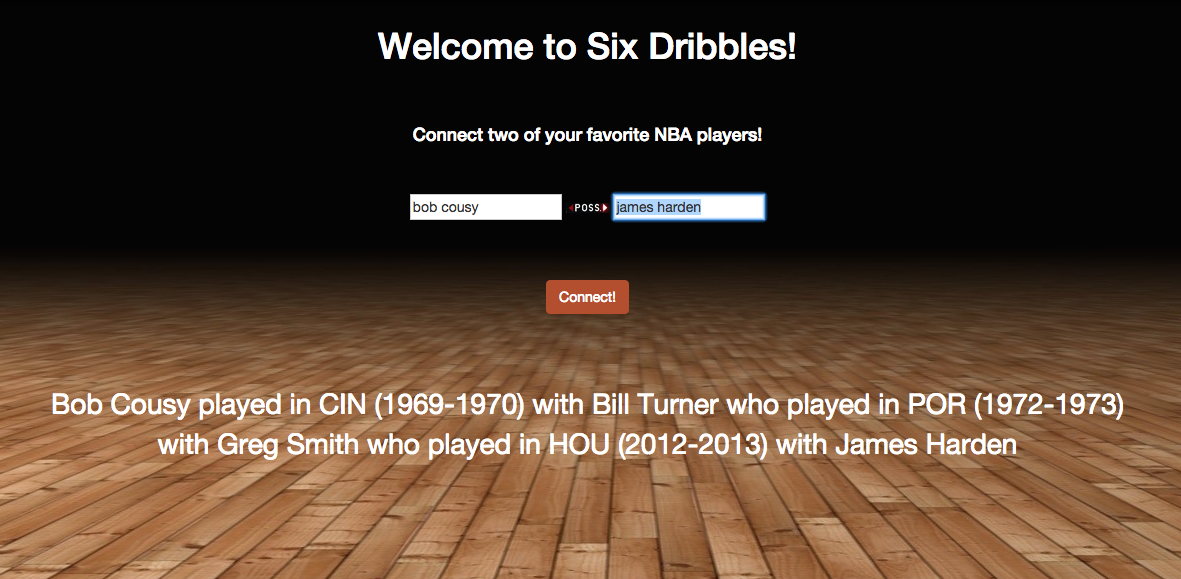 Welcome to Six Dribbles!
Connect two of your favorite NBA players!
bob cousy POSS. james harden
Connect!
Bob Cousy played in CIN (1969-1970) with Bill Turner who played in POR (1972-1973)
with Greg Smith who played in HOU (2012-2013) with James Harden